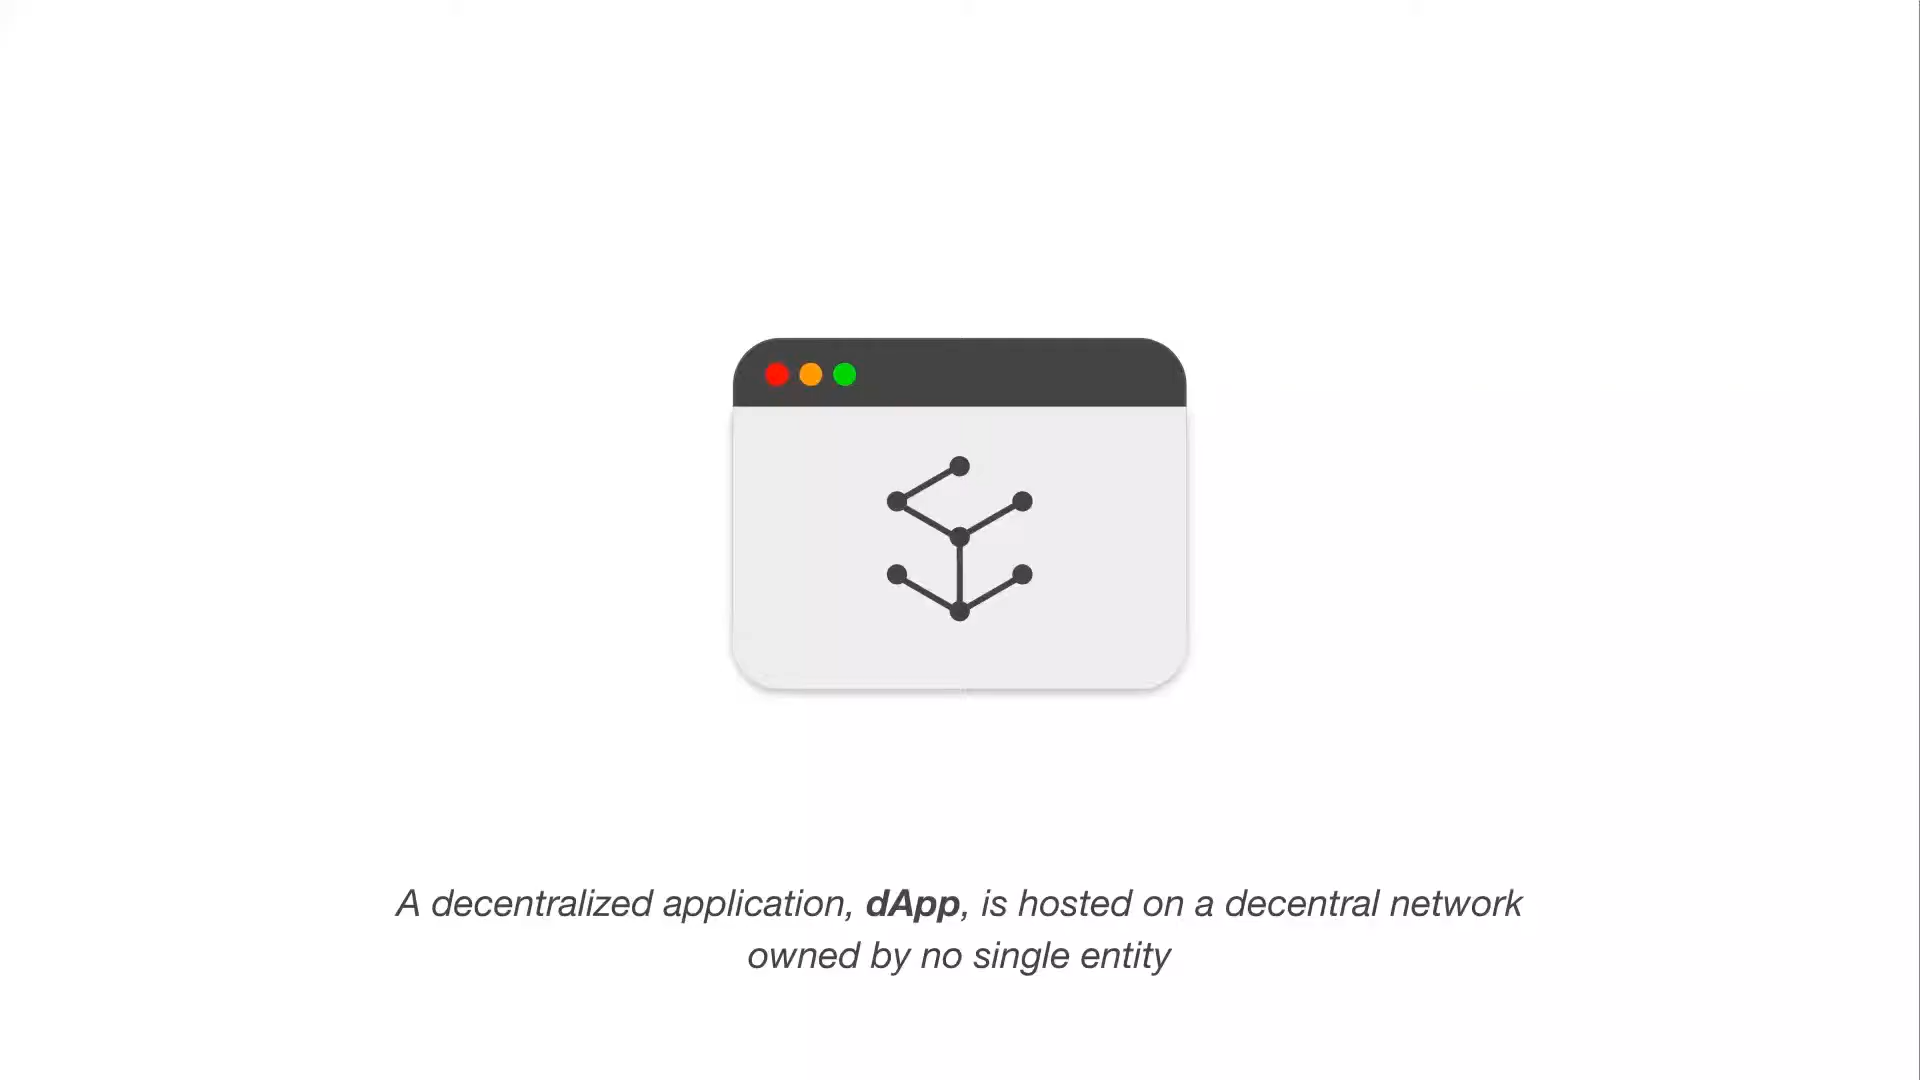 A decentralized application, dApp, is hosted on a decentral network
owned by no single entity